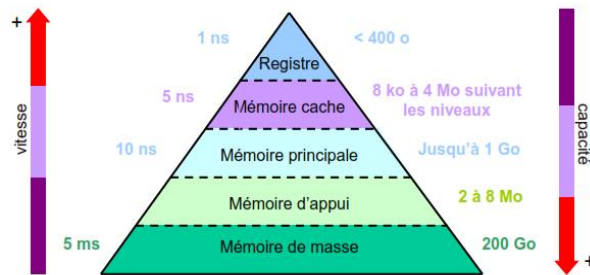 +
1 ns
< 400 o
Registre
5 ns
Mémoire cache
8 ko à 4 Mo suivant
les niveaux
vitesse
capacité
10 ns
Mémoire principale
Jusqu'à 1 Go
Mémoire d'appui
2 à 8 Mo
5 ms
Mémoire de masse
200 Go
+